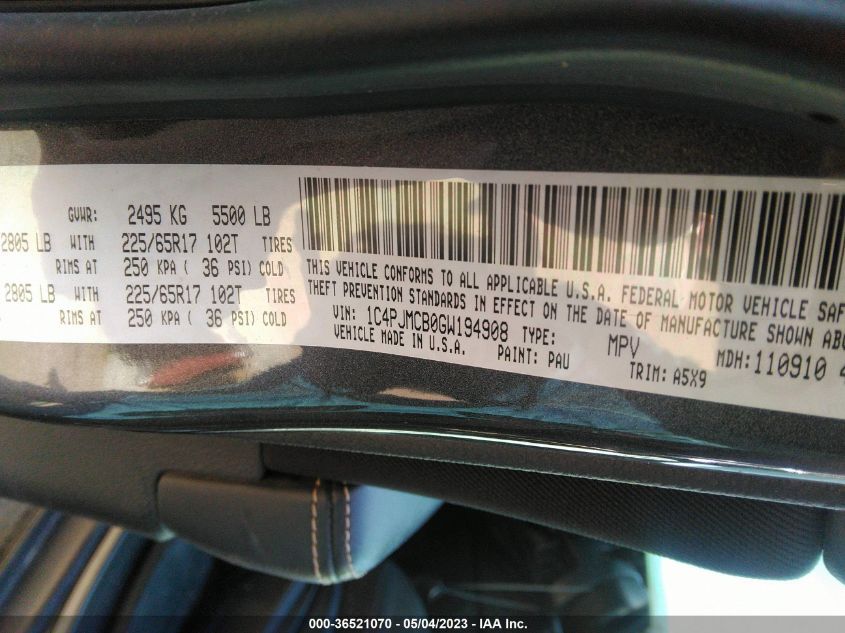 GVWR: 2495 KG 5500 LB
2805 LB WITH 225/65R17 102T TIRES
RIMS AT 250 KPA ( 36 PSI) COLD
2805 LB WITH 225/65R17 102T TIRES
RIMS AT 250 KPA ( 36 PSI) COLD
THIS VEHICLE CONFORMS TO ALL APPLICABLE U.S.A. FEDERAL MOTOR VEHICLE SAF
THEFT PREVENTION STANDARDS IN EFFECT ON THE DATE OF MANUFACTURE SHOWN ABO
VIN: 1C4PJMCB0GW194908 TYPE: MPV MDH: 110910 4
VEHICLE MADE IN U.S.A. PAINT: PAU TRIM: A5X9
000-36521070 - 05/04/2023 - IAA Inc.